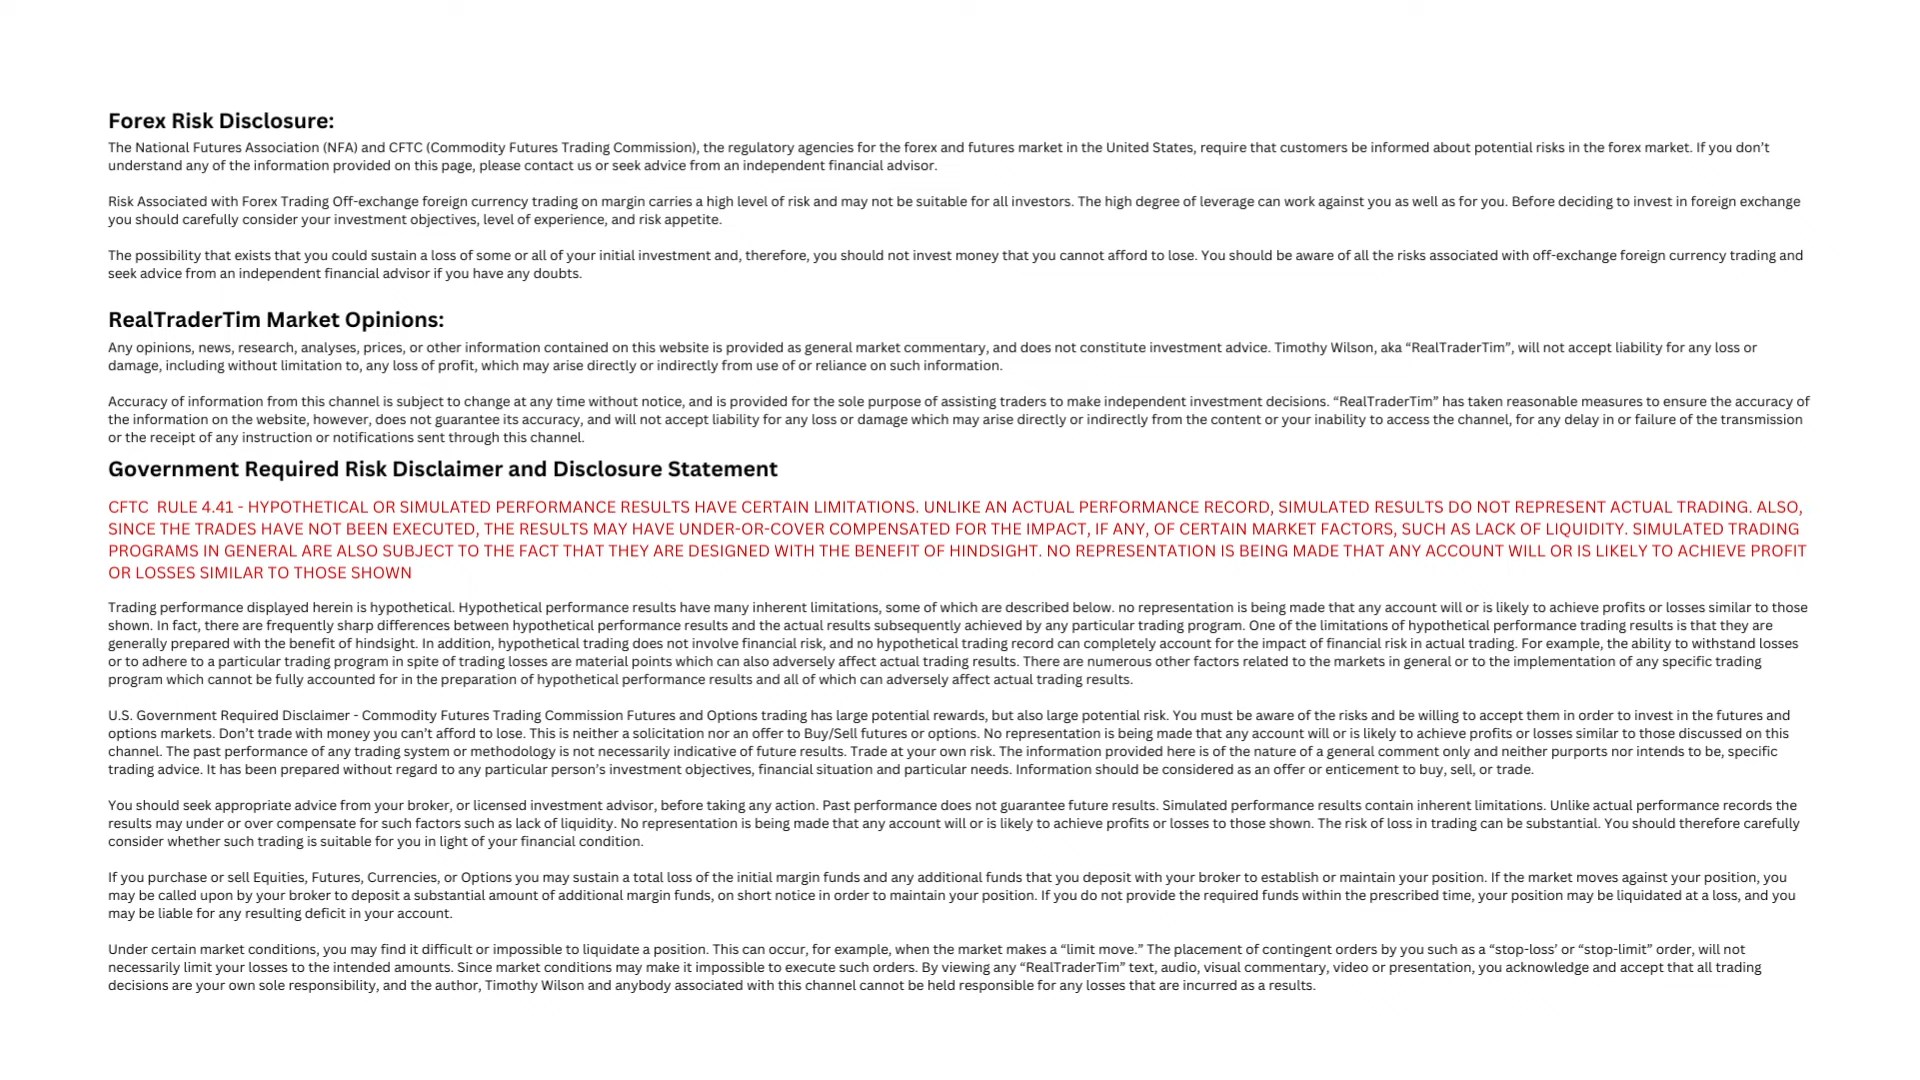 Forex Risk Disclosure:
The National Futures Association (NFA) and CFTC (Commodity Futures Trading Commission), the regulatory agencies for the forex and futures market in the United States, require that customers be informed about potential risks in the forex market. If you don’t
understand any of the information provided on this page, please contact us or seek advice from an independent financial advisor.
Risk Associated with Forex Trading Off-exchange foreign currency trading on margin carries a high level of risk and may not be suitable for all investors. The high degree of leverage can work against you as well as for you. Before deciding to invest in foreign exchange
you should carefully consider your investment objectives, level of experience, and risk appetite.
The possibility that exists that you could sustain a loss of some or all of your initial investment and, therefore, you should not invest money that you cannot afford to lose. You should be aware of all the risks associated with off-exchange foreign currency trading and
seek advice from an independent financial advisor if you have any doubts.
RealTraderTim Market Opinions:
Any opinions, news, research, analyses, prices, or other information contained on this website is provided as general market commentary, and does not constitute investment advice. Timothy Wilson, aka “RealTraderTim”, will not accept liability for any loss or
damage, including without limitation to, any loss of profit, which may arise directly or indirectly from use of or reliance on such information.
Accuracy of information from this channel is subject to change at any time without notice, and is provided for the sole purpose of assisting traders to make independent investment decisions. “RealTraderTim” has taken reasonable measures to ensure the accuracy of
the information on the website, however, does not guarantee its accuracy, and will not accept liability for any loss or damage which may arise directly or indirectly from the content or your inability to access the channel, for any delay in or failure of the transmission
or the receipt of any instruction or notifications sent through this channel.
Government Required Risk Disclaimer and Disclosure Statement
CFTC  RULE 4.41 - HYPOTHETICAL OR SIMULATED PERFORMANCE RESULTS HAVE CERTAIN LIMITATIONS. UNLIKE AN ACTUAL PERFORMANCE RECORD, SIMULATED RESULTS DO NOT REPRESENT ACTUAL TRADING. ALSO,
SINCE THE TRADES HAVE NOT BEEN EXECUTED, THE RESULTS MAY HAVE UNDER-OR-COVER COMPENSATED FOR THE IMPACT, IF ANY, OF CERTAIN MARKET FACTORS, SUCH AS LACK OF LIQUIDITY. SIMULATED TRADING
PROGRAMS IN GENERAL ARE ALSO SUBJECT TO THE FACT THAT THEY ARE DESIGNED WITH THE BENEFIT OF HINDSIGHT. NO REPRESENTATION IS BEING MADE THAT ANY ACCOUNT WILL OR IS LIKELY TO ACHIEVE PROFIT
OR LOSSES SIMILAR TO THOSE SHOWN
Trading performance displayed herein is hypothetical. Hypothetical performance results have many inherent limitations, some of which are described below. no representation is being made that any account will or is likely to achieve profits or losses similar to those
shown. In fact, there are frequently sharp differences between hypothetical performance results and the actual results subsequently achieved by any particular trading program. One of the limitations of hypothetical performance trading results is that they are
generally prepared with the benefit of hindsight. In addition, hypothetical trading does not involve financial risk, and no hypothetical trading record can completely account for the impact of financial risk in actual trading. For example, the ability to withstand losses
or to adhere to a particular trading program in spite of trading losses are material points which can also adversely affect actual trading results. There are numerous other factors related to the markets in general or to the implementation of any specific trading
program which cannot be fully accounted for in the preparation of hypothetical performance results and all of which can adversely affect actual trading results.
U.S. Government Required Disclaimer - Commodity Futures Trading Commission Futures and Options trading has large potential rewards, but also large potential risk. You must be aware of the risks and be willing to accept them in order to invest in the futures and
options markets. Don’t trade with money you can’t afford to lose. This is neither a solicitation nor an offer to Buy/Sell futures or options. No representation is being made that any account will or is likely to achieve profits or losses similar to those discussed on this
channel. The past performance of any trading system or methodology is not necessarily indicative of future results. Trade at your own risk. The information provided here is of the nature of a general comment only and neither purports nor intends to be, specific
trading advice. It has been prepared without regard to any particular person’s investment objectives, financial situation and particular needs. Information should be considered as an offer or enticement to buy, sell, or trade.
You should seek appropriate advice from your broker, or licensed investment advisor, before taking any action. Past performance does not guarantee future results. Simulated performance results contain inherent limitations. Unlike actual performance records the
results may under or over compensate for such factors such as lack of liquidity. No representation is being made that any account will or is likely to achieve profits or losses to those shown. The risk of loss in trading can be substantial. You should therefore carefully
consider whether such trading is suitable for you in light of your financial condition.
If you purchase or sell Equities, Futures, Currencies, or Options you may sustain a total loss of the initial margin funds and any additional funds that you deposit with your broker to establish or maintain your position. If the market moves against your position, you
may be called upon by your broker to deposit a substantial amount of additional margin funds, on short notice in order to maintain your position. If you do not provide the required funds within the prescribed time, your position may be liquidated at a loss, and you
may be liable for any resulting deficit in your account.
Under certain market conditions, you may find it difficult or impossible to liquidate a position. This can occur, for example, when the market makes a “limit move.” The placement of contingent orders by you such as a “stop-loss’ or “stop-limit” order, will not
necessarily limit your losses to the intended amounts. Since market conditions may make it impossible to execute such orders. By viewing any “RealTraderTim” text, audio, visual commentary, video or presentation, you acknowledge and accept that all trading
decisions are your own sole responsibility, and the author, Timothy Wilson and anybody associated with this channel cannot be held responsible for any losses that are incurred as a results.